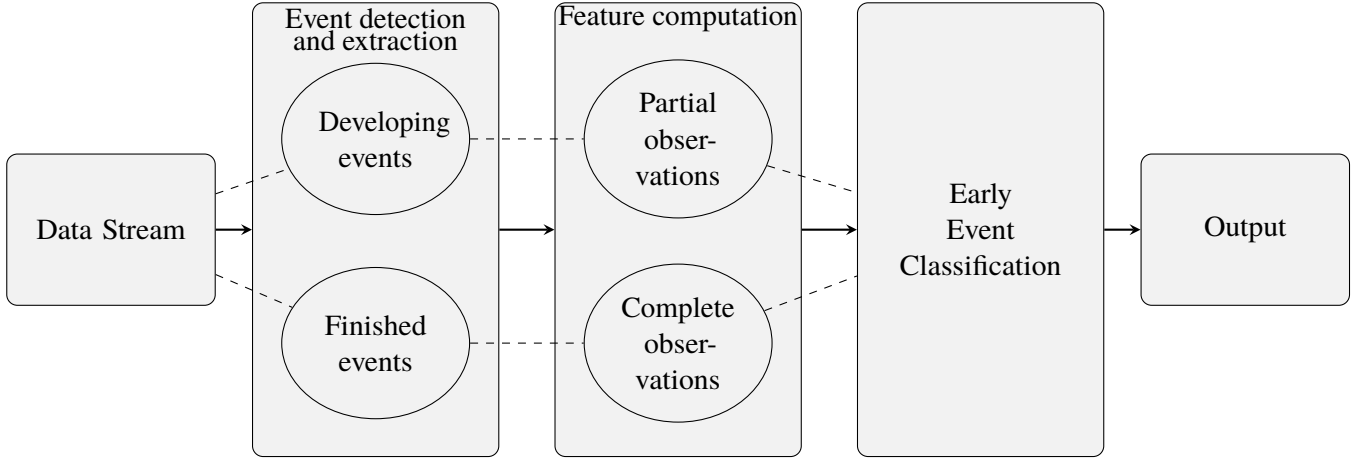 Data Stream
Event detection
and extraction
Developing
events
Finished
events
Feature computation
Partial
obser-
vations
Complete
obser-
vations
Early
Event
Classification
Output